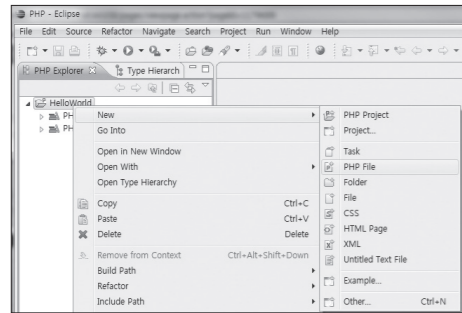 PHP - Eclipse
File Edit Source Refactor Navigate Search Project Run Window Help
PHP Explorer Type Hierarch
HelloWorld
PH
PH
New
Go Into
Open in New Window
Open With
Open Type Hierarchy
Copy Ctrl+C
Paste Ctrl+V
Delete Delete
Remove from Context Ctrl+Alt+Shift+Down
Build Path
Refactor
Include Path
PHP Project
Project...
Task
PHP File
Folder
File
CSS
HTML Page
XML
Untitled Text File
Example...
Other... Ctrl+N